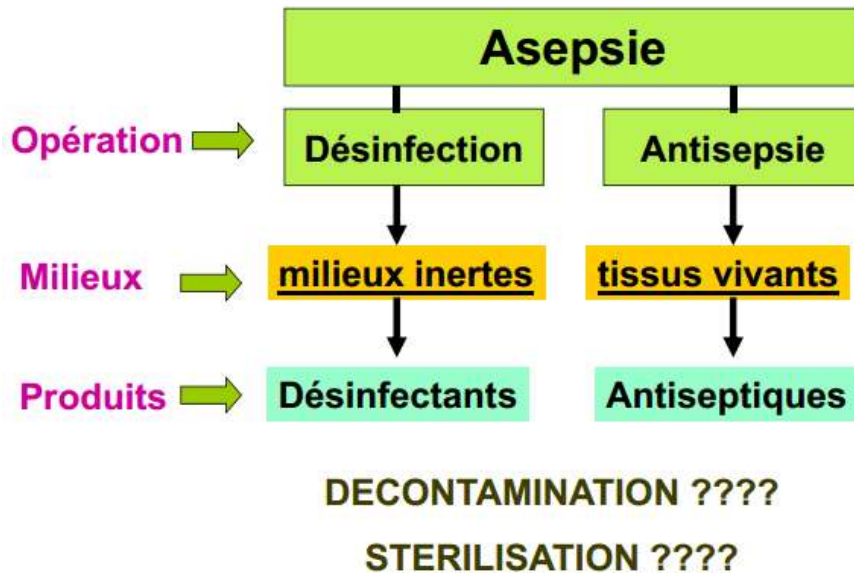 Asepsie
Opération
Désinfection
Antisepsie
Milieux
milieux inertes
tissus vivants
Produits
Désinfectants
Antiseptiques
DECONTAMINATION ????
STERILISATION ????